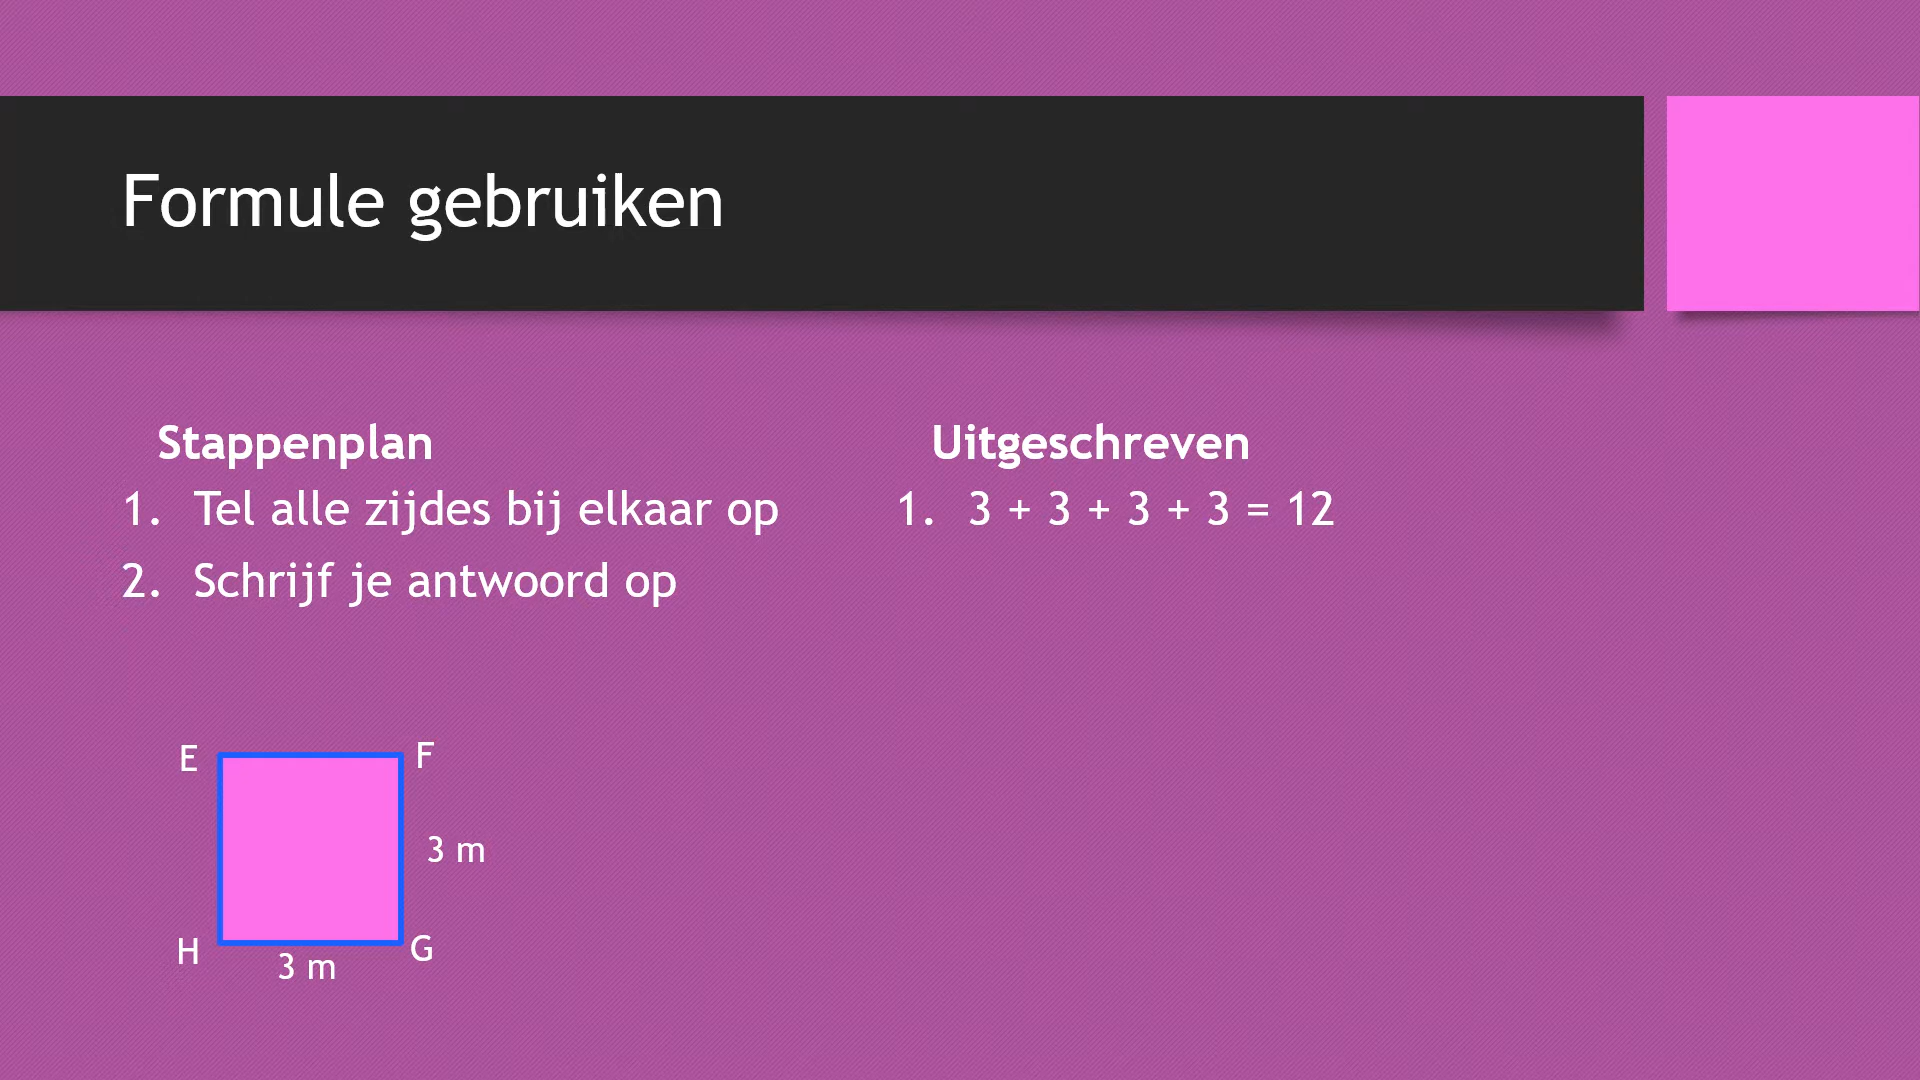 Formule gebruiken
Stappenplan
1. Tel alle zijdes bij elkaar op
2. Schrijf je antwoord op
Uitgeschreven
1. 3 + 3 + 3 + 3 = 12
E
F
3 m
H
G
3 m